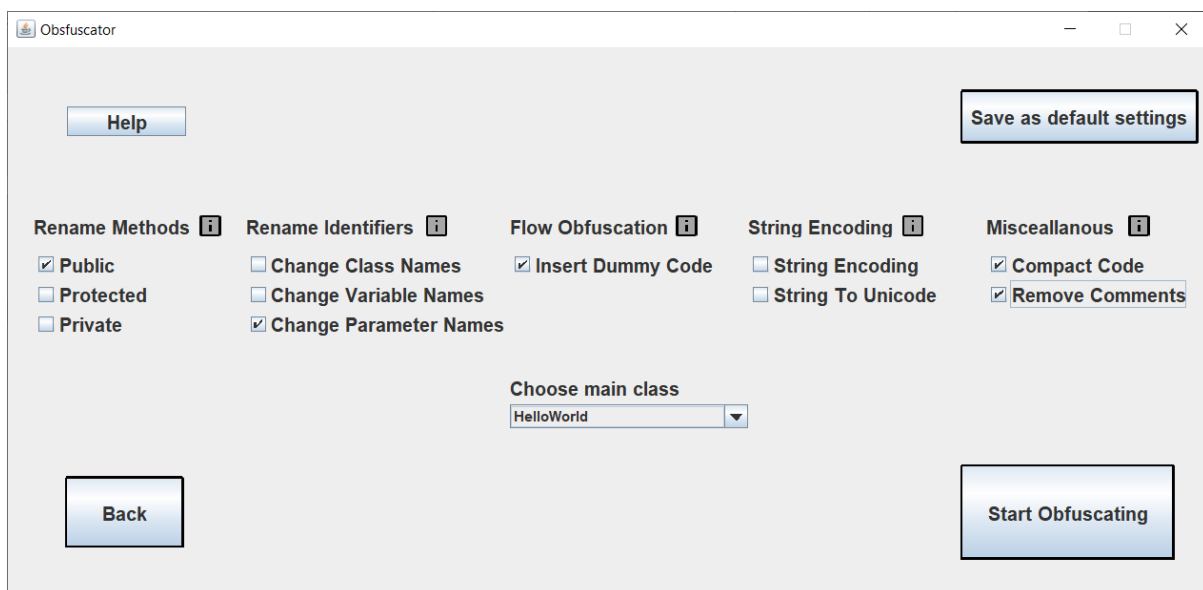 Obsfuscator
Help
Save as default settings
Rename Methods i
Public
Protected
Private
Rename Identifiers i
Change Class Names
Change Variable Names
Change Parameter Names
Flow Obfuscation i
Insert Dummy Code
String Encoding i
String Encoding
String To Unicode
Misceallanous i
Compact Code
Remove Comments
Choose main class
HelloWorld
Back
Start Obfuscating